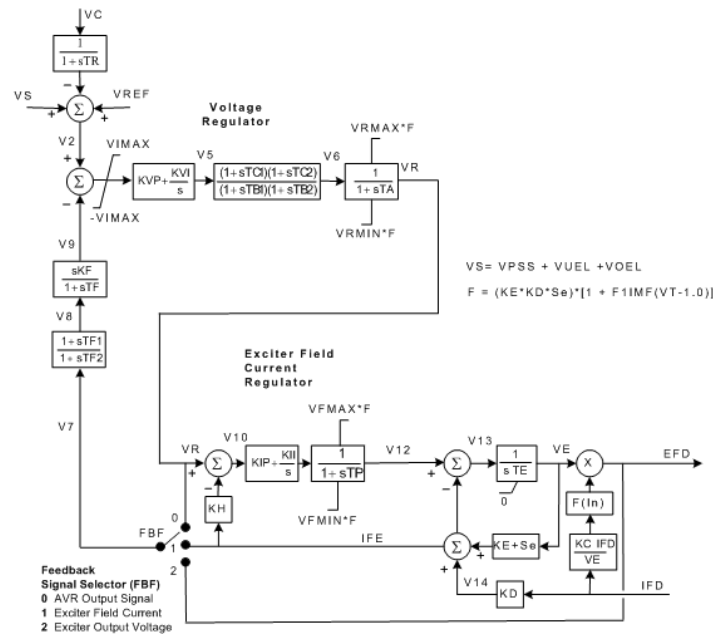 VC
1
1+sTR
−
Σ
VS
+
VREF
+
Voltage
Regulator
V2
+
VIMAX
Σ
−
-VIMAX
KVP+
KVI
s
V5
(1+sTC1)(1+sTC2)
(1+sTB1)(1+sTB2)
V6
VRMAX*F
1
1+sTA
VR
VRMIN*F
V9
sKF
1+sTF
V8
1+sTF1
1+sTF2
V7
VS= VPSS + VUEL +VOEL
F = (KE*KD*Se)*[1 + F1IMF(VT-1.0)]
Exciter Field
Current
Regulator
VR
+
Σ
−
V10
KIP+
KII
s
VFMAX*F
1
1+sTP
VFMIN*F
V12
+
Σ
−
V13
1
s TE
0
VE
X
EFD
F(In)
KC IFD
VE
KH
IFE
Σ
+
+
KE+Se
V14
KD
IFD
FBF
0
1
2
Feedback
Signal Selector (FBF)
0 AVR Output Signal
1 Exciter Field Current
2 Exciter Output Voltage